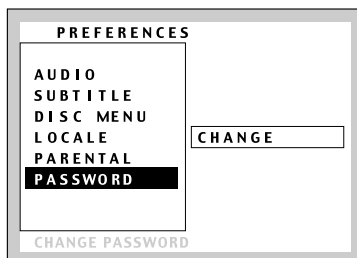 PREFERENCES
AUDIO
SUBTITLE
DISC MENU
LOCALE
CHANGE
PARENTAL
PASSWORD
CHANGE PASSWORD